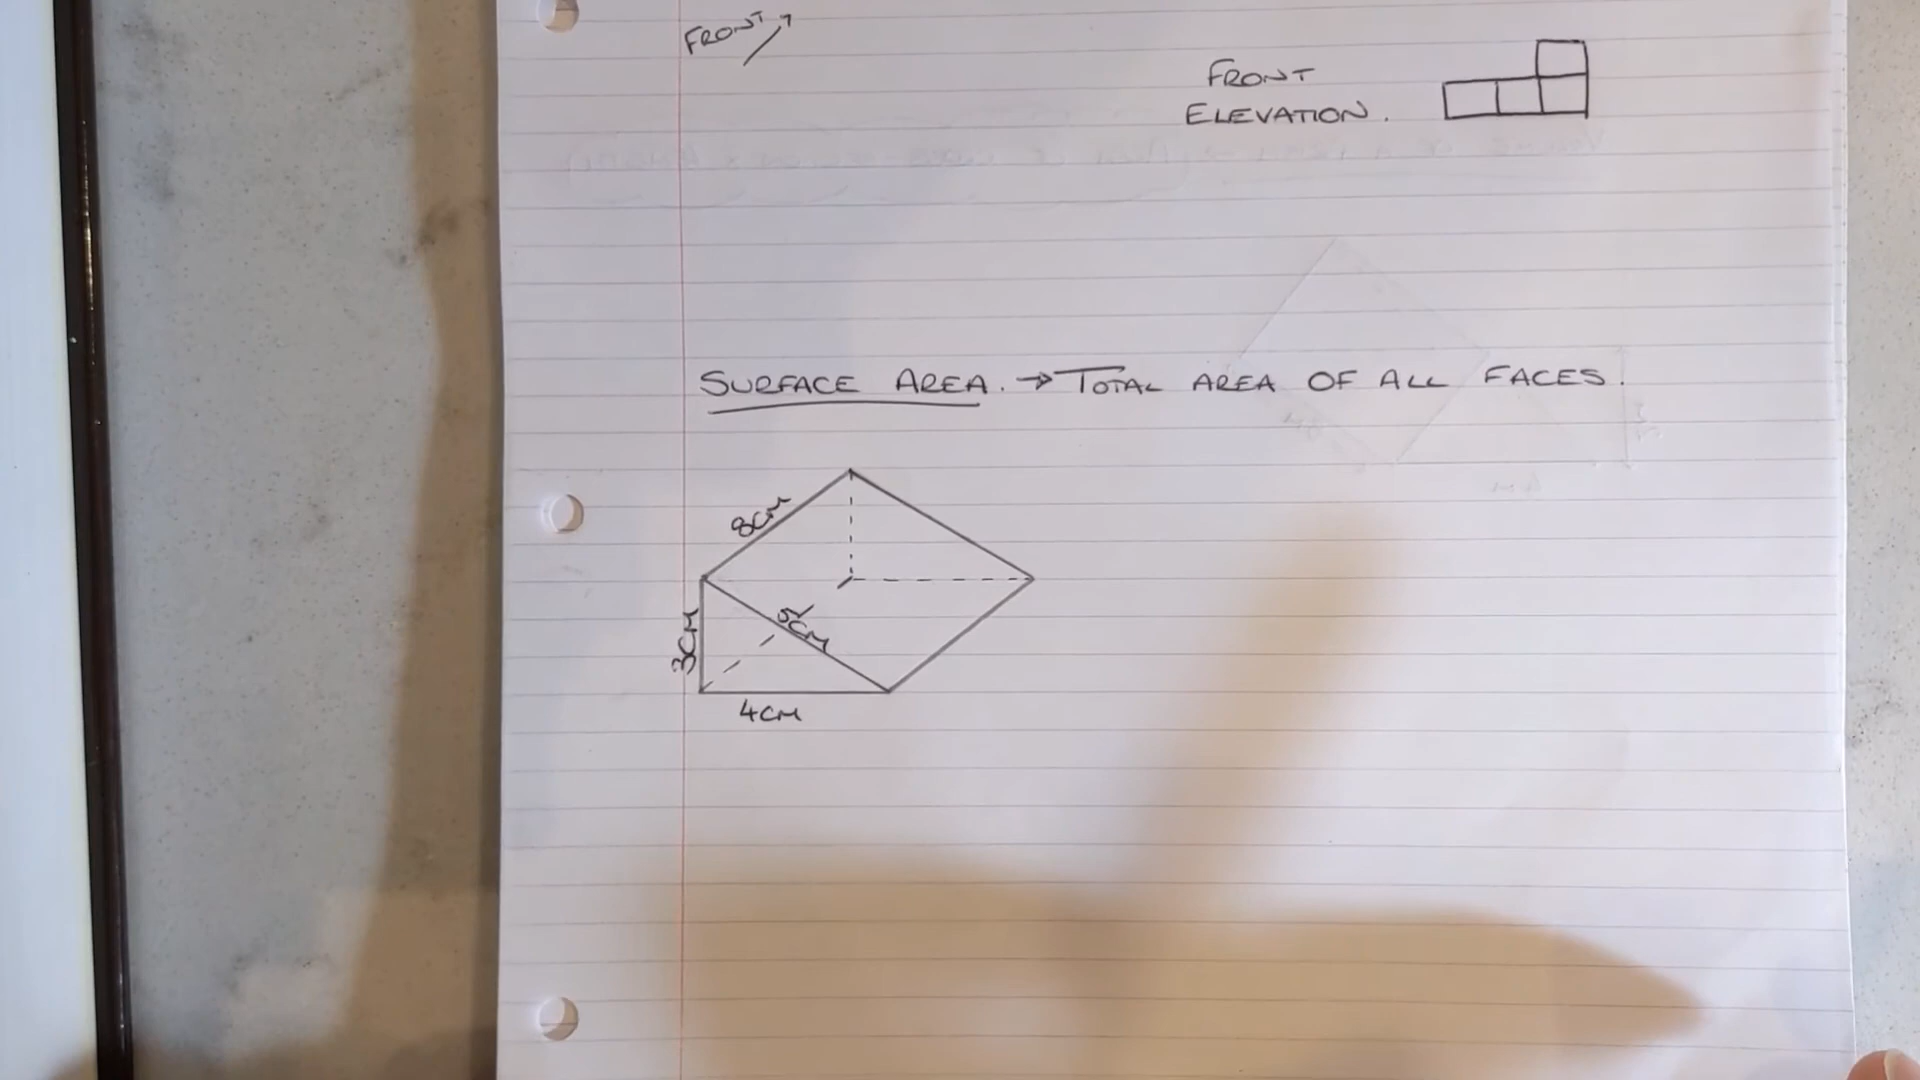 FRONT
FRONT
ELEVATION.
SURFACE AREA. → TOTAL AREA OF ALL FACES.
8CM
5CM
3CM
4CM